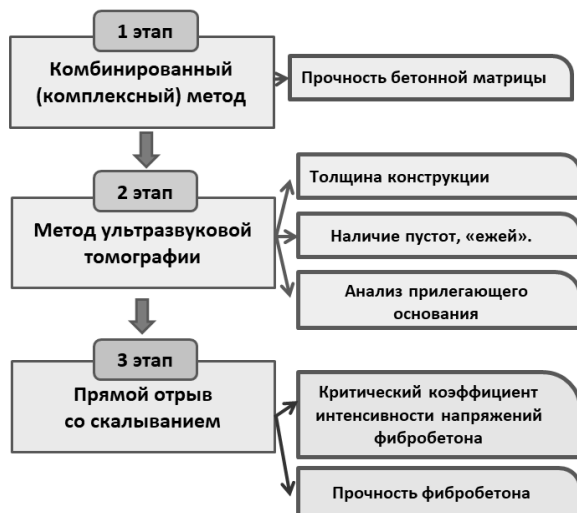 1 этап
Комбинированный
(комплексный) метод
Прочность бетонной матрицы
2 этап
Метод ультразвуковой
томографии
Толщина конструкции
Наличие пустот, «ежей».
Анализ прилегающего
основания
3 этап
Прямой отрыв
со скалыванием
Критический коэффициент
интенсивности напряжений
фибробетона
Прочность фибробетона